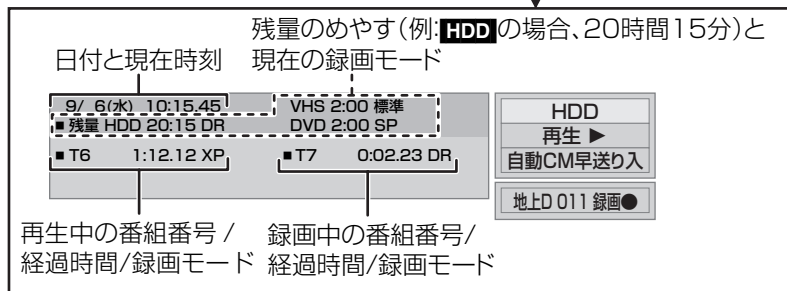 残量のめやす(例:HDDの場合、20時間15分)と
日付と現在時刻 現在の録画モード
9/ 6(水) 10:15.45 VHS 2:00 標準
■残量 HDD 20:15 DR DVD 2:00 SP
■T6 1:12.12 XP ■T7 0:02.23 DR
HDD
再生 ▶
自動CM早送り入
地上D 011 録画●
再生中の番組番号 / 録画中の番組番号/
経過時間/録画モード 経過時間/録画モード